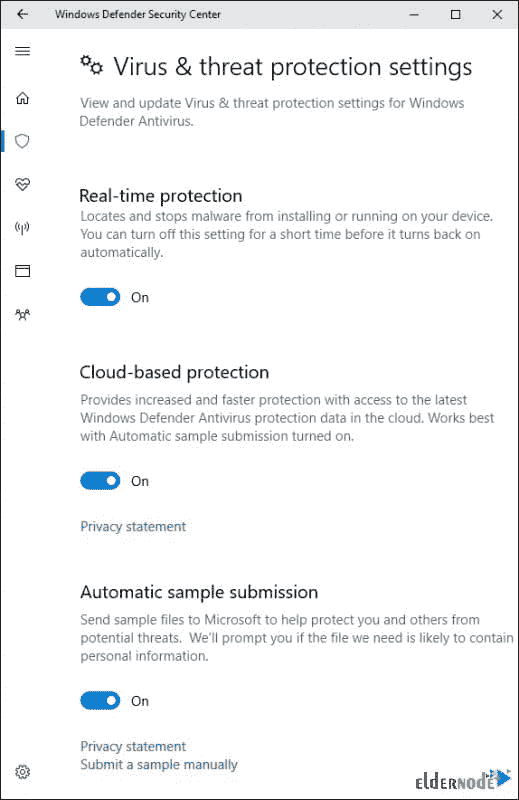 Windows Defender Security Center
Virus & threat protection settings
View and update Virus & threat protection settings for Windows
Defender Antivirus.
Real-time protection
Locates and stops malware from installing or running on your device.
You can turn off this setting for a short time before it turns back on
automatically.
On
Cloud-based protection
Provides increased and faster protection with access to the latest
Windows Defender Antivirus protection data in the cloud. Works best
with Automatic sample submission turned on.
On
Privacy statement
Automatic sample submission
Send sample files to Microsoft to help protect you and others from
potential threats. We'll prompt you if the file we need is likely to contain
personal information.
On
Privacy statement
Submit a sample manually
elderNODE